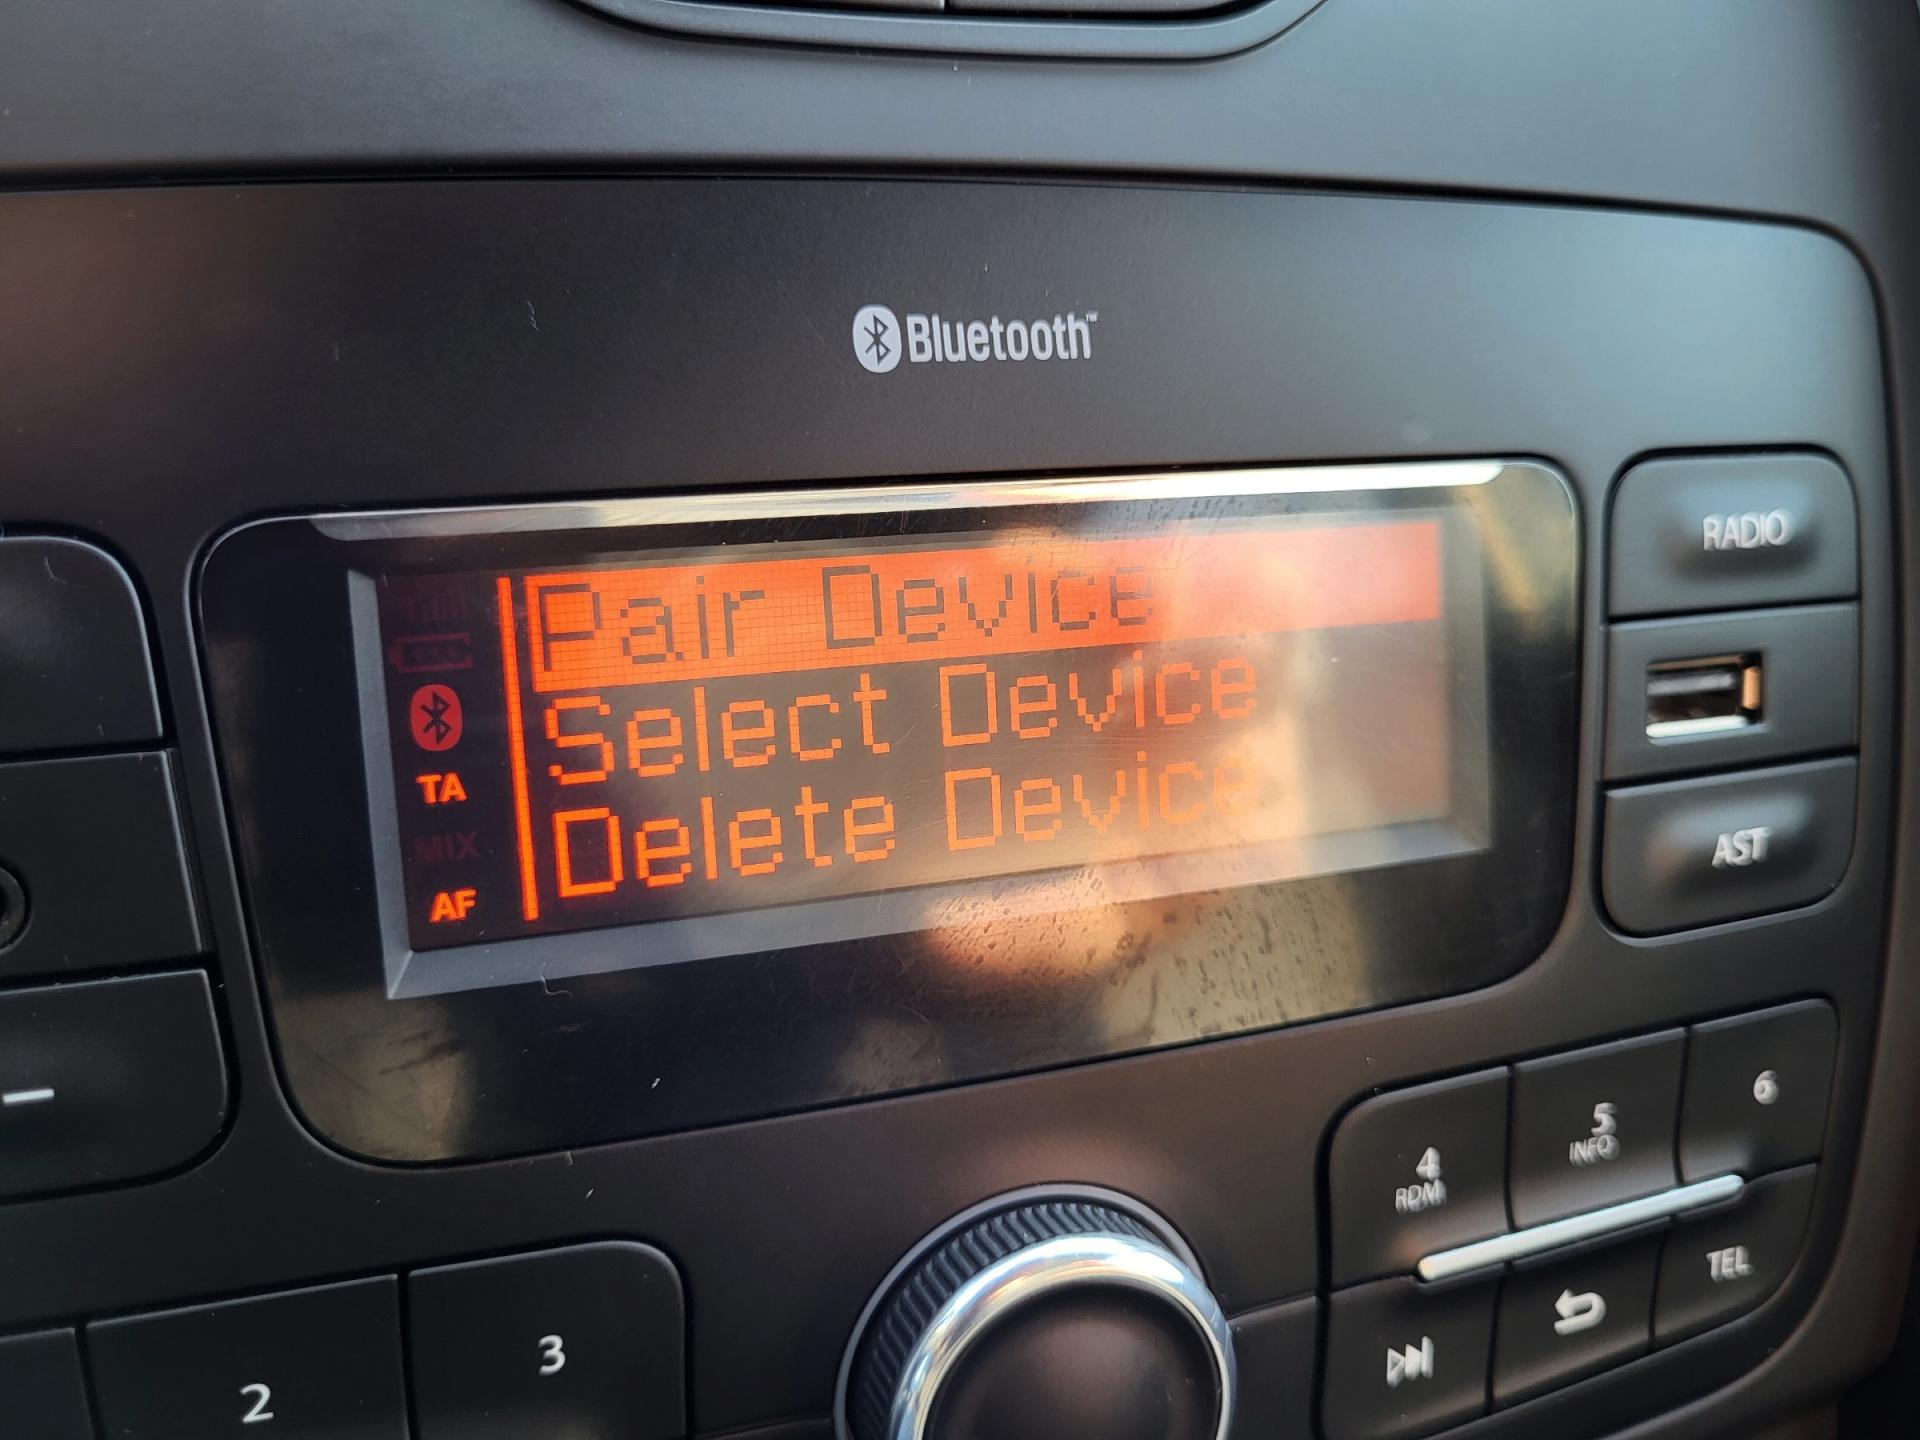 Bluetooth™
Pair Device
Select Device
Delete Device
TA
MIX
AF
RADIO
AST
2
3
4
RDM
5
INFO
6
TEL